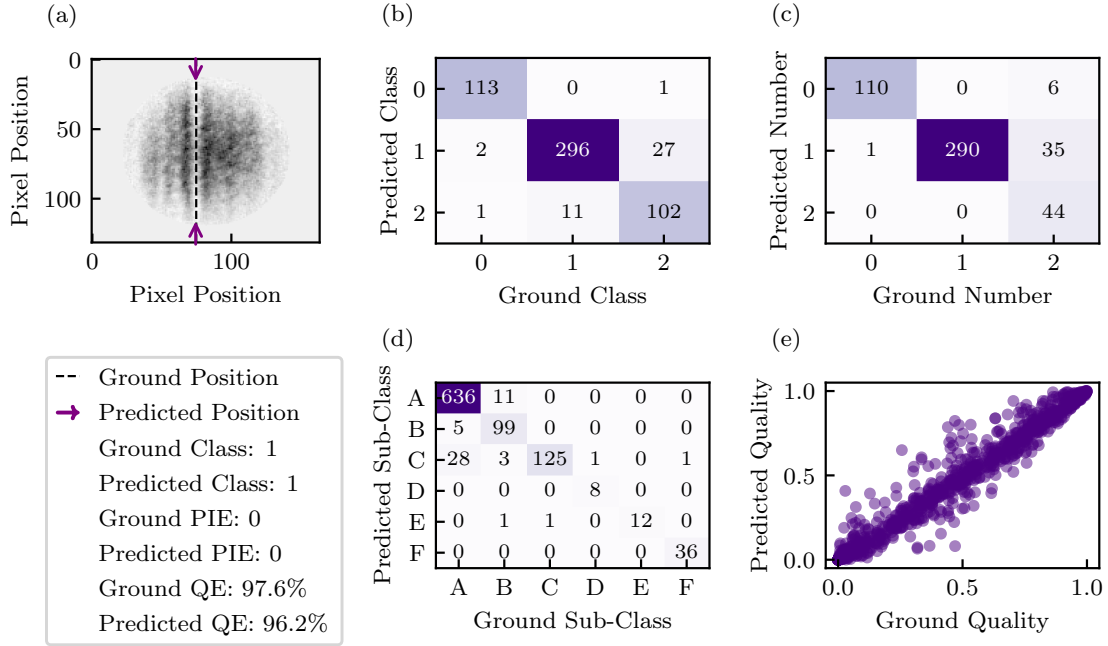 (a)
Pixel Position
0
50
100
0 100
Pixel Position
(b)
Predicted Class
0 113 0 1
1 2 296 27
2 1 11 102
0 1 2
Ground Class
(c)
Predicted Number
0 110 0 6
1 1 290 35
2 0 0 44
0 1 2
Ground Number
Ground Position
Predicted Position
Ground Class: 1
Predicted Class: 1
Ground PIE: 0
Predicted PIE: 0
Ground QE: 97.6%
Predicted QE: 96.2%
(d)
Predicted Sub-Class
A 636 11 0 0 0 0
B 5 99 0 0 0 0
C 28 3 125 1 0 1
D 0 0 0 8 0 0
E 0 1 1 0 12 0
F 0 0 0 0 0 36
A B C D E F
Ground Sub-Class
(e)
Predicted Quality
1.0
0.5
0.0
0.0 0.5 1.0
Ground Quality